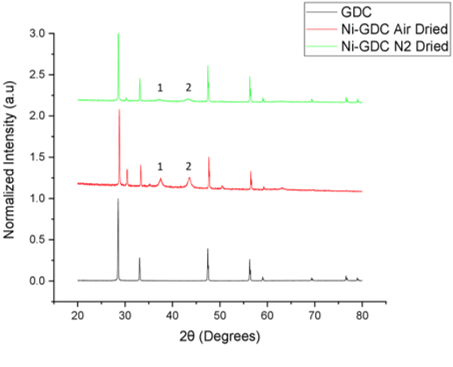 GDC
Ni-GDC Air Dried
Ni-GDC N2 Dried
3.0
2.5
2.0
1.5
1.0
0.5
0.0
Normalized Intensity (a.u)
1 2
1 2
20 30 40 50 60 70 80
2θ (Degrees)